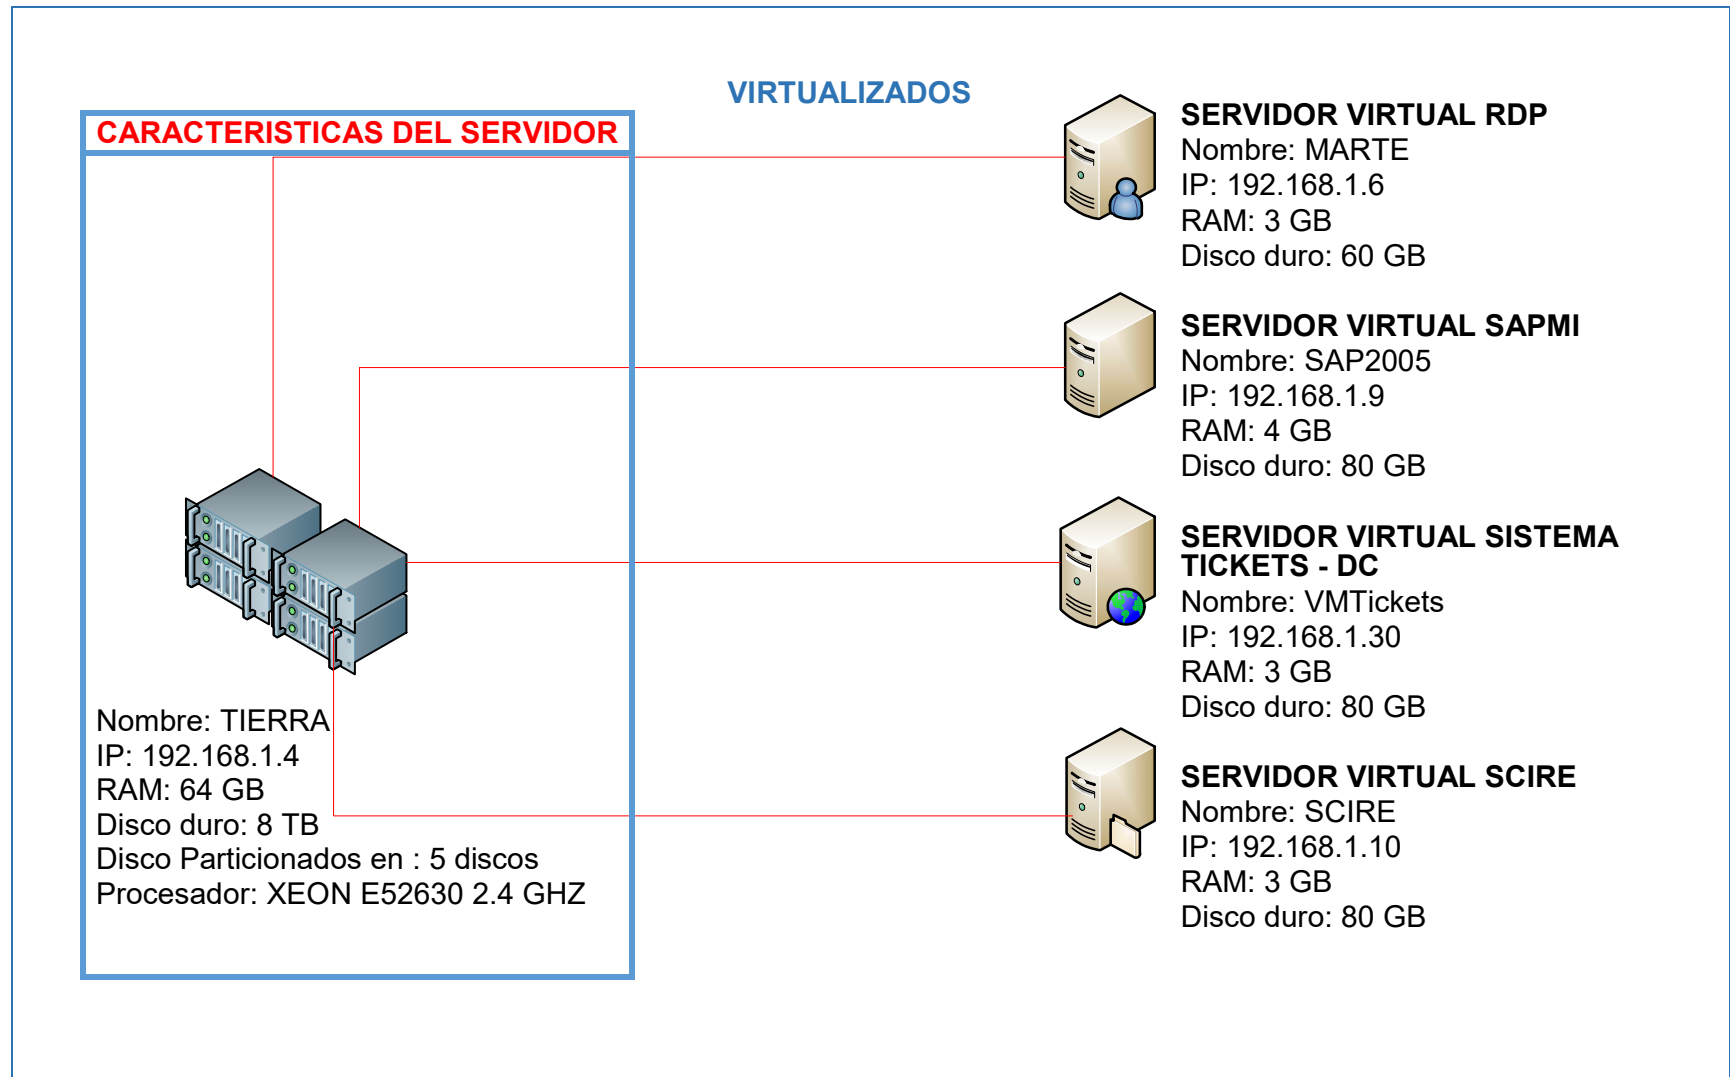 VIRTUALIZADOS
CARACTERISTICAS DEL SERVIDOR
Nombre: TIERRA
IP: 192.168.1.4
RAM: 64 GB
Disco duro: 8 TB
Disco Particionados en : 5 discos
Procesador: XEON E52630 2.4 GHZ
SERVIDOR VIRTUAL RDP
Nombre: MARTE
IP: 192.168.1.6
RAM: 3 GB
Disco duro: 60 GB
SERVIDOR VIRTUAL SAPMI
Nombre: SAP2005
IP: 192.168.1.9
RAM: 4 GB
Disco duro: 80 GB
SERVIDOR VIRTUAL SISTEMA
TICKETS - DC
Nombre: VMTickets
IP: 192.168.1.30
RAM: 3 GB
Disco duro: 80 GB
SERVIDOR VIRTUAL SCIRE
Nombre: SCIRE
IP: 192.168.1.10
RAM: 3 GB
Disco duro: 80 GB